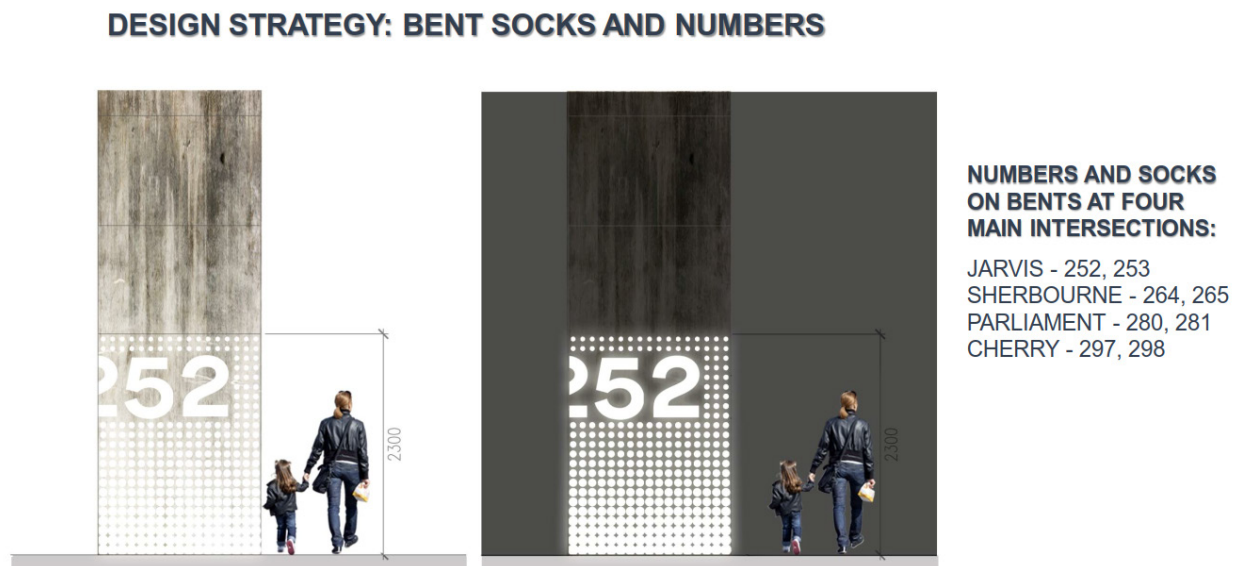 DESIGN STRATEGY: BENT SOCKS AND NUMBERS
252
2300
252
2300
NUMBERS AND SOCKS
ON BENTS AT FOUR
MAIN INTERSECTIONS:
JARVIS - 252, 253
SHERBOURNE - 264, 265
PARLIAMENT - 280, 281
CHERRY - 297, 298